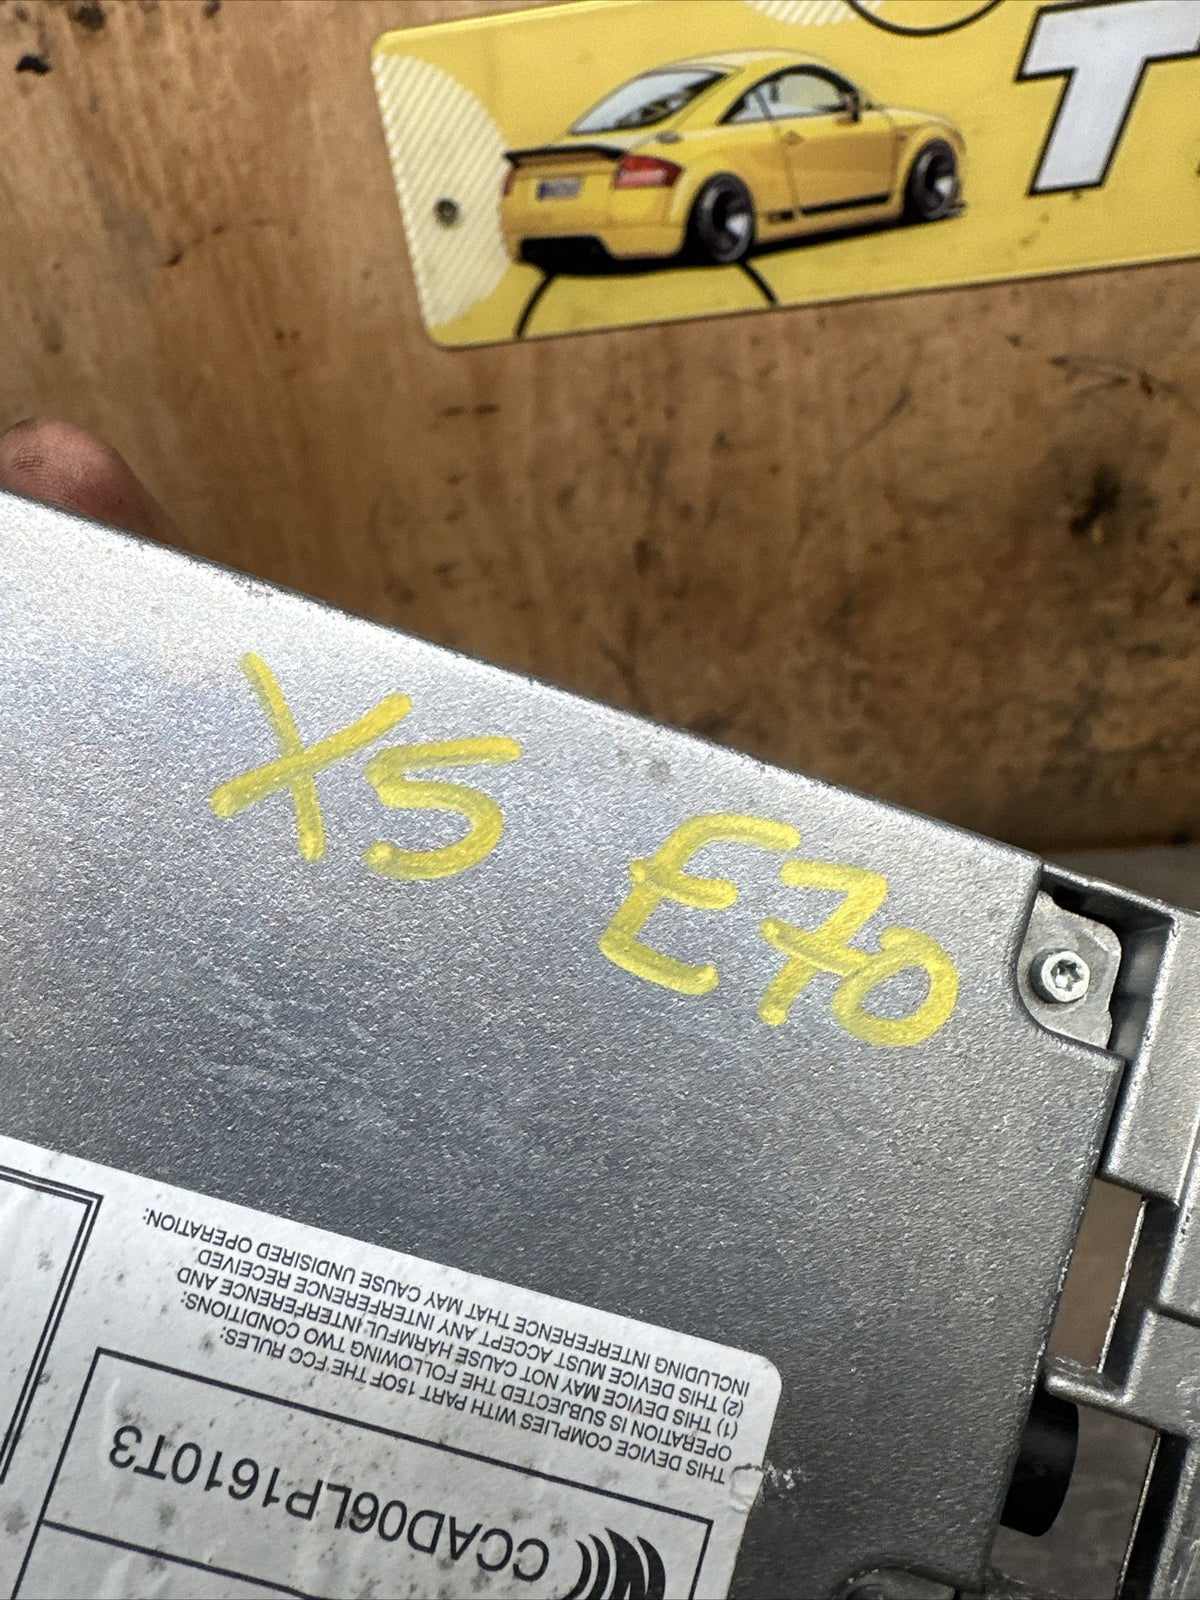 T
X5 E70
CCAD06LP1610T3
THIS DEVICE COMPLIES WITH PART 15OF THE FCC RULES:
OPERATION IS SUBJECTED THE FOLLOWING TWO CONDITIONS:
(1) THIS DEVICE MAY NOT CAUSE HARMFUL INTERFERENCE AND
(2) THIS DEVICE MUST ACCEPT ANY INTERFERENCE RECEIVED
INCLUDING INTERFERENCE THAT MAY CAUSE UNDISIRED OPERATION: